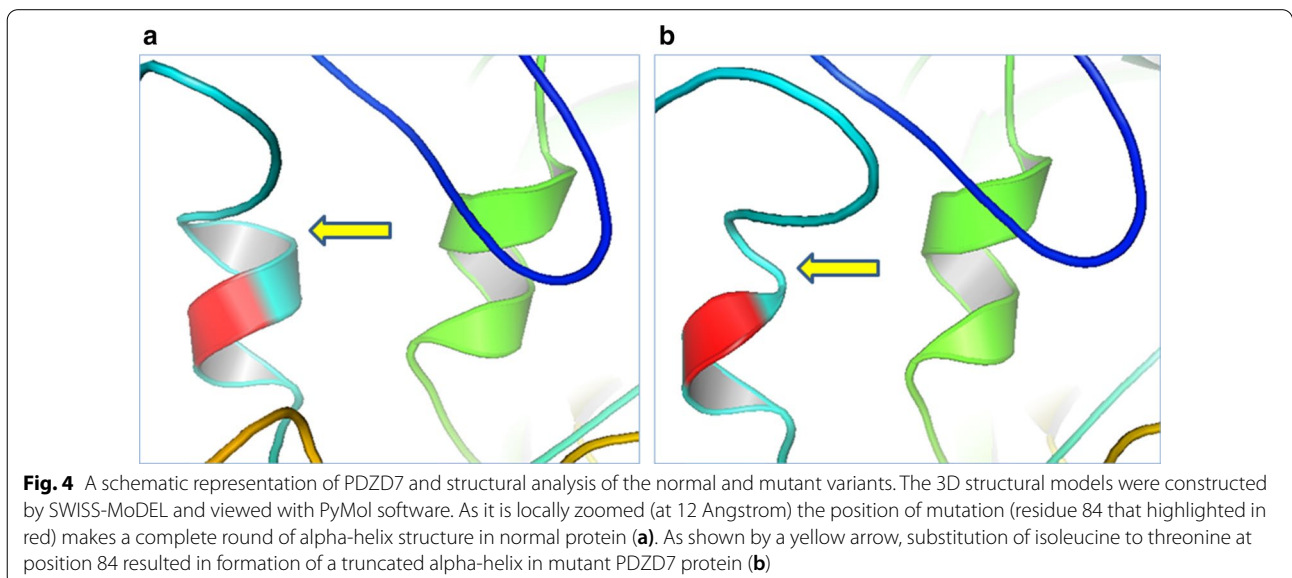 a
b
Fig. 4 A schematic representation of PDZD7 and structural analysis of the normal and mutant variants. The 3D structural models were constructed
by SWISS-MoDEL and viewed with PyMol software. As it is locally zoomed (at 12 Angstrom) the position of mutation (residue 84 that highlighted in
red) makes a complete round of alpha-helix structure in normal protein (a). As shown by a yellow arrow, substitution of isoleucine to threonine at
position 84 resulted in formation of a truncated alpha-helix in mutant PDZD7 protein (b)